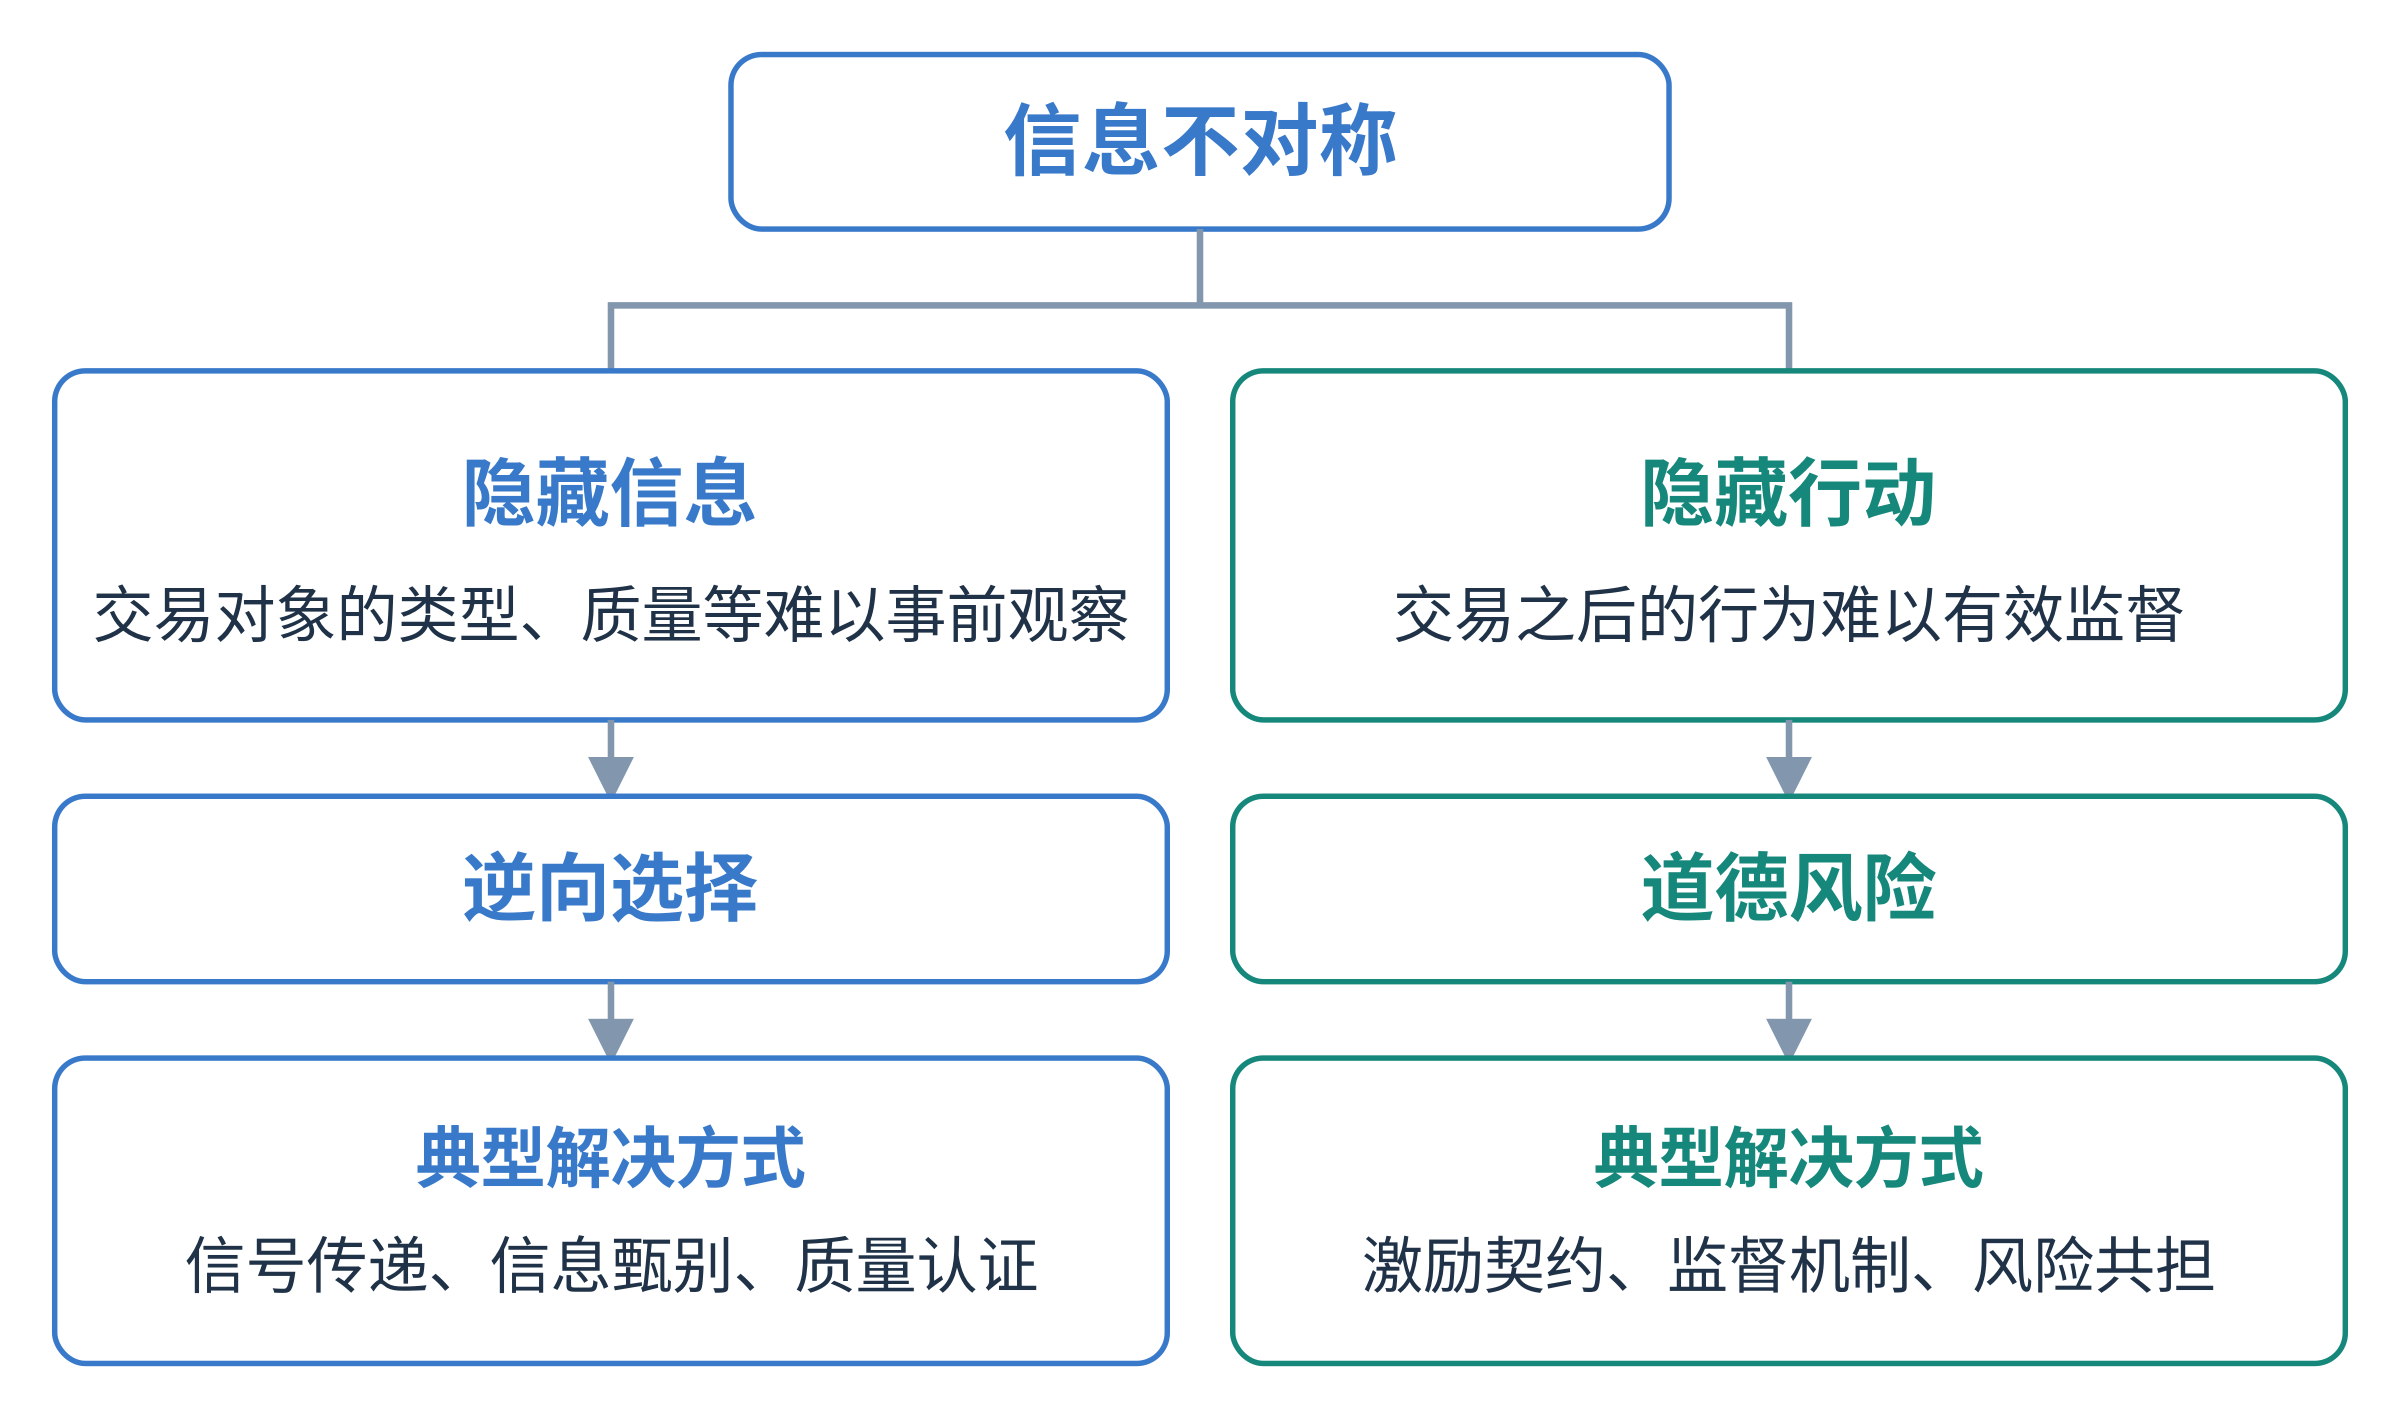 信息不对称
隐藏信息
交易对象的类型、质量等难以事前观察
隐藏行动
交易之后的行为难以有效监督
逆向选择
道德风险
典型解决方式
信号传递、信息甄别、质量认证
典型解决方式
激励契约、监督机制、风险共担